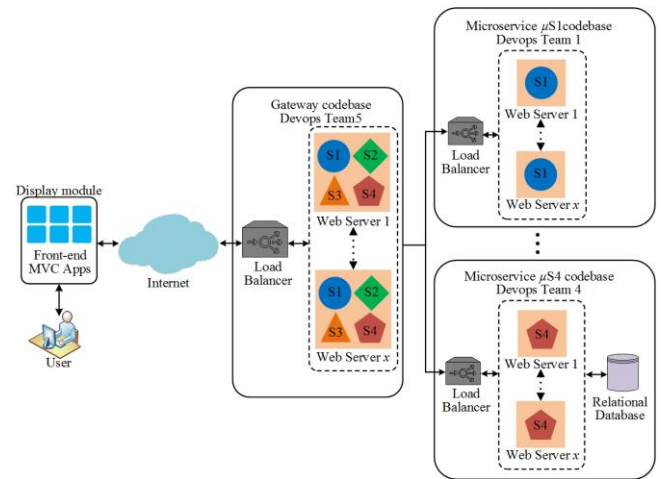 Display module
Front-end
MVC Apps
User
Internet
Gateway codebase
Devops Team5
Load
Balancer
S1
S2
S3
S4
Web Server 1
S1
S2
S3
S4
Web Server x
Microservice μS1codebase
Devops Team 1
Load
Balancer
S1
Web Server 1
S1
Web Server x
Microservice μS4 codebase
Devops Team 4
Load
Balancer
S4
Web Server 1
S4
Web Server x
Relational
Database